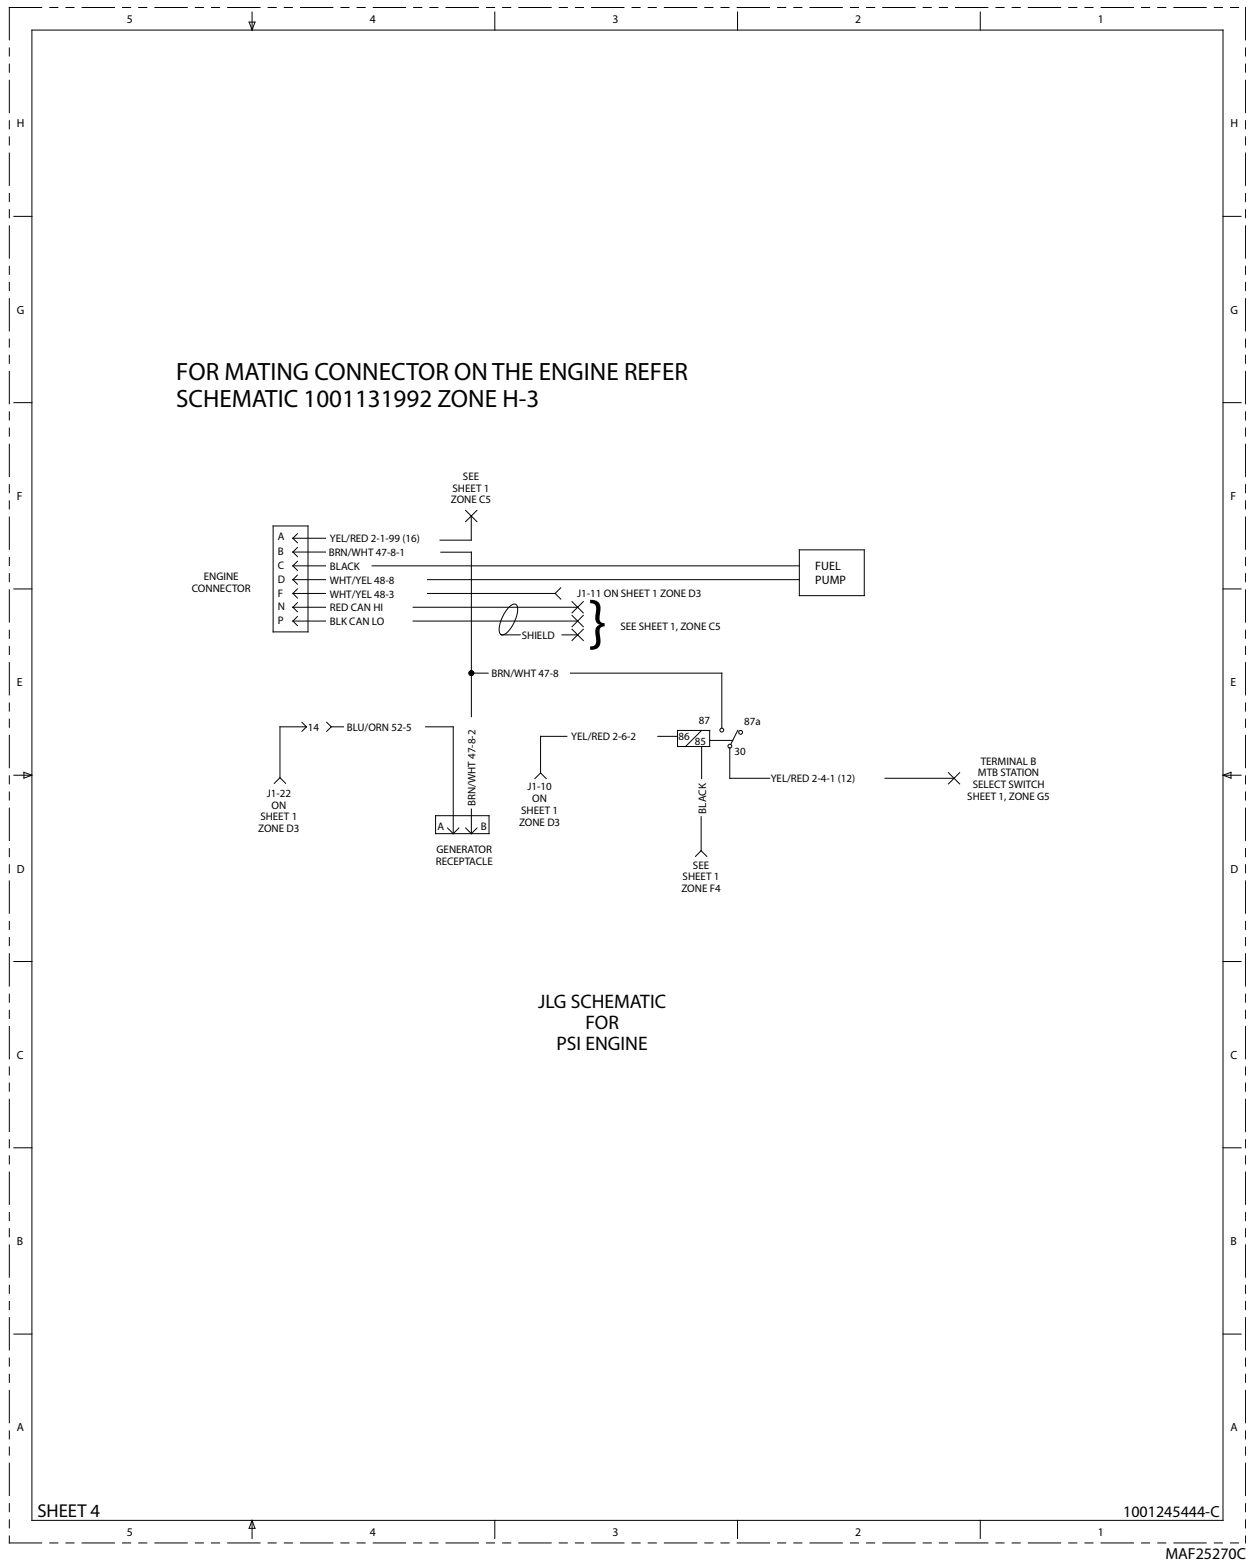 5 4 3 2 1
H H
G G
FOR MATING CONNECTOR ON THE ENGINE REFER
SCHEMATIC 1001131992 ZONE H-3
F F
SEE
SHEET 1
ZONE C5
ENGINE
CONNECTOR
A YEL/RED 2-1-99 (16)
B BRN/WHT 47-8-1
C BLACK
D WHT/YEL 48-8
F WHT/YEL 48-3
N RED CAN HI
P BLK CAN LO
FUEL
PUMP
J1-11 ON SHEET 1 ZONE D3
SHIELD
SEE SHEET 1, ZONE C5
E E
BRN/WHT 47-8
14 BLU/ORN 52-5
J1-22
ON
SHEET 1
ZONE D3
BRN/WHT 47-8-2
A B
GENERATOR
RECEPTACLE
YEL/RED 2-6-2
J1-10
ON
SHEET 1
ZONE D3
87 87a
86 85
30
BLACK
SEE
SHEET 1
ZONE F4
YEL/RED 2-4-1 (12)
TERMINAL B
MTB STATION
SELECT SWITCH
SHEET 1, ZONE G5
D D
JLG SCHEMATIC
FOR
PSI ENGINE
C C
B B
A A
SHEET 4 1001245444-C
5 4 3 2 1
MAF25270C